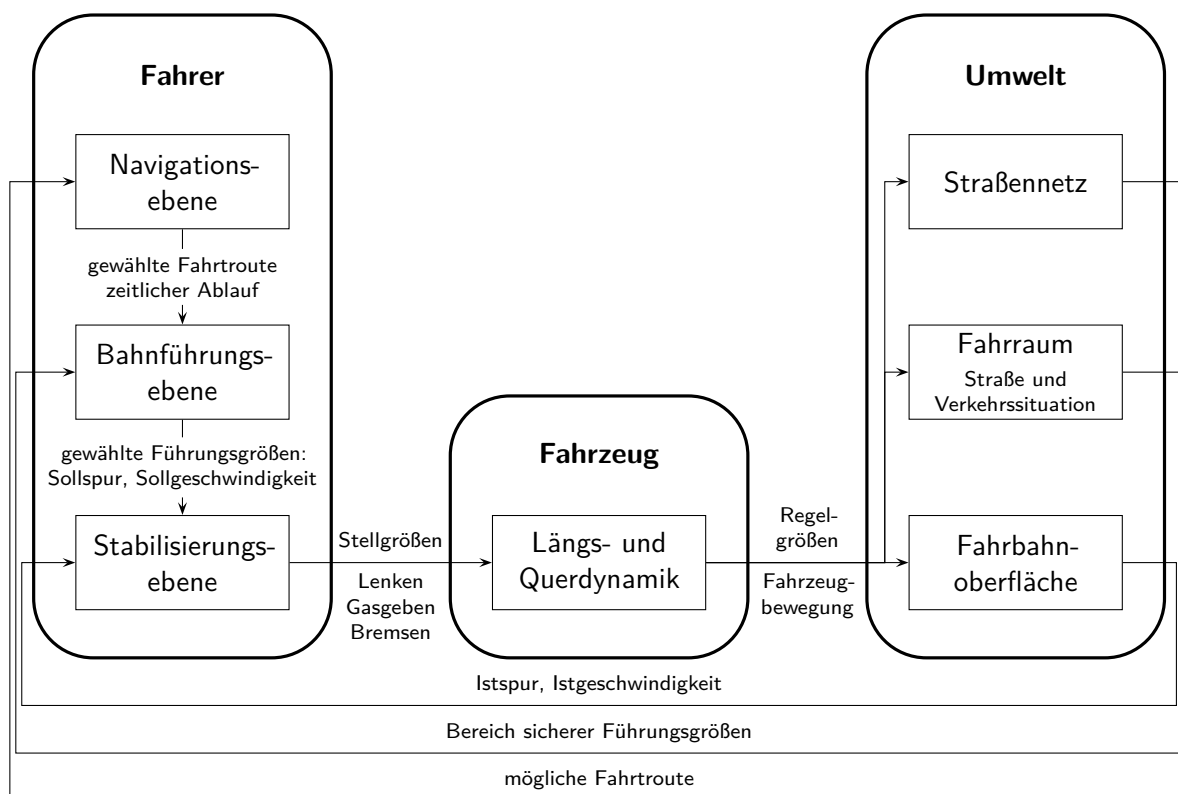 Fahrer
Navigations-
ebene
gewählte Fahrtroute
zeitlicher Ablauf
Bahnführungs-
ebene
gewählte Führungsgrößen:
Sollspur, Sollgeschwindigkeit
Stabilisierungs-
ebene
Stellgrößen
Lenken
Gasgeben
Bremsen
Fahrzeug
Längs- und
Querdynamik
Regel-
größen
Fahrzeug-
bewegung
Umwelt
Straßennetz
Fahrraum
Straße und
Verkehrssituation
Fahrbahn-
oberfläche
Istspur, Istgeschwindigkeit
Bereich sicherer Führungsgrößen
mögliche Fahrtroute